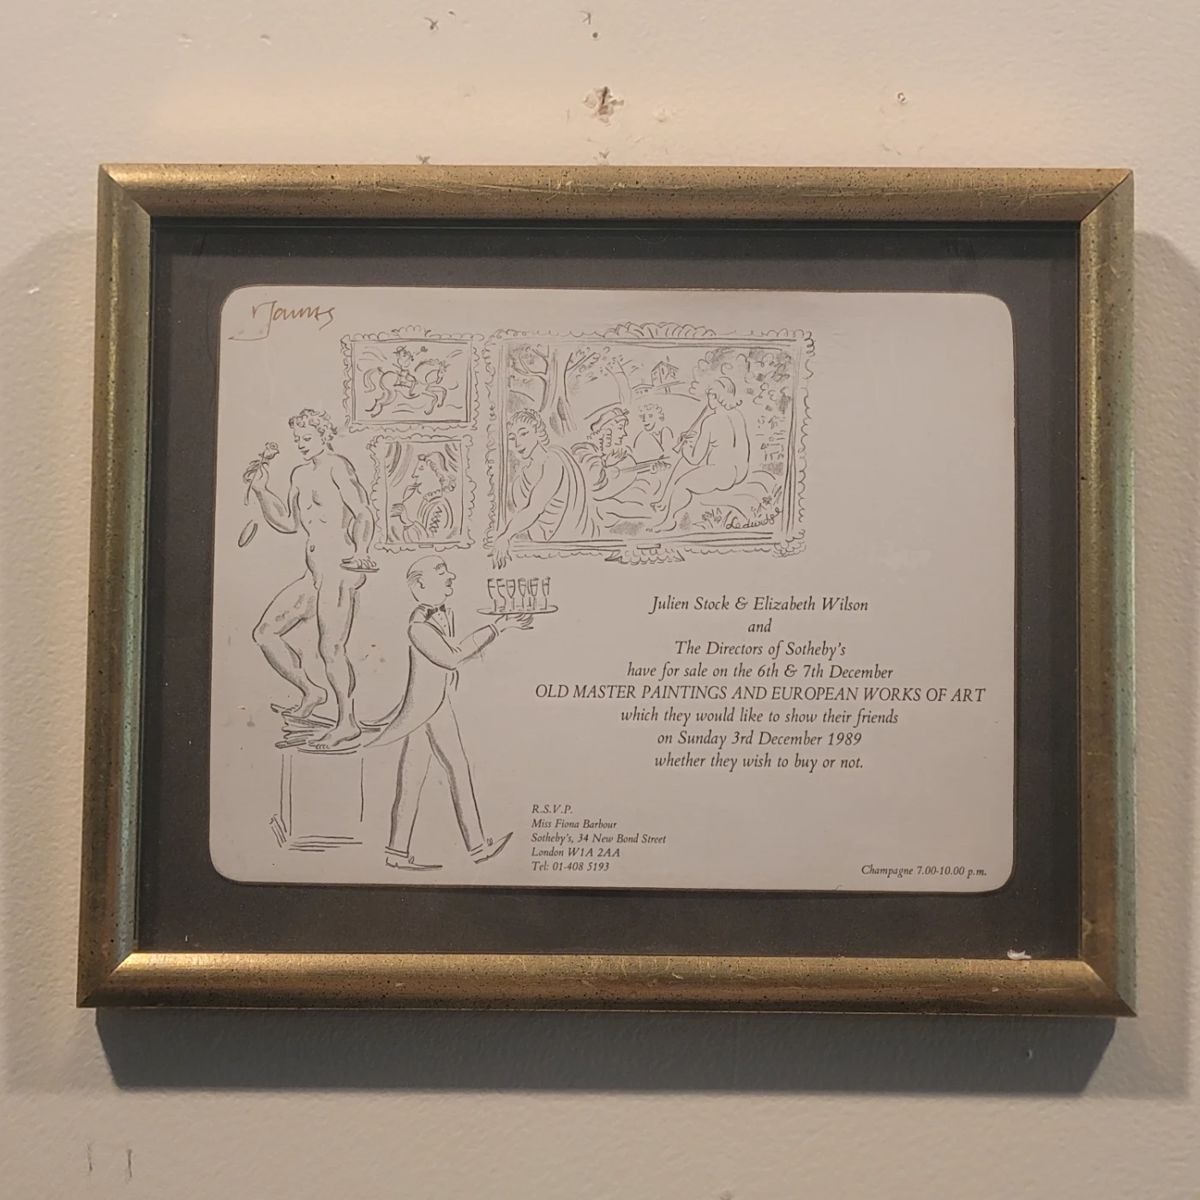 Julien Stock & Elizabeth Wilson
and
The Directors of Sotheby's
have for sale on the 6th & 7th December
OLD MASTER PAINTINGS AND EUROPEAN WORKS OF ART
which they would like to show their friends
on Sunday 3rd December 1989
whether they wish to buy or not.
R.S.V.P.
Miss Fiona Barbour
Sotheby's, 34 New Bond Street
London W1A 2AA
Tel: 01-408 5193
Champagne 7.00-10.00 p.m.